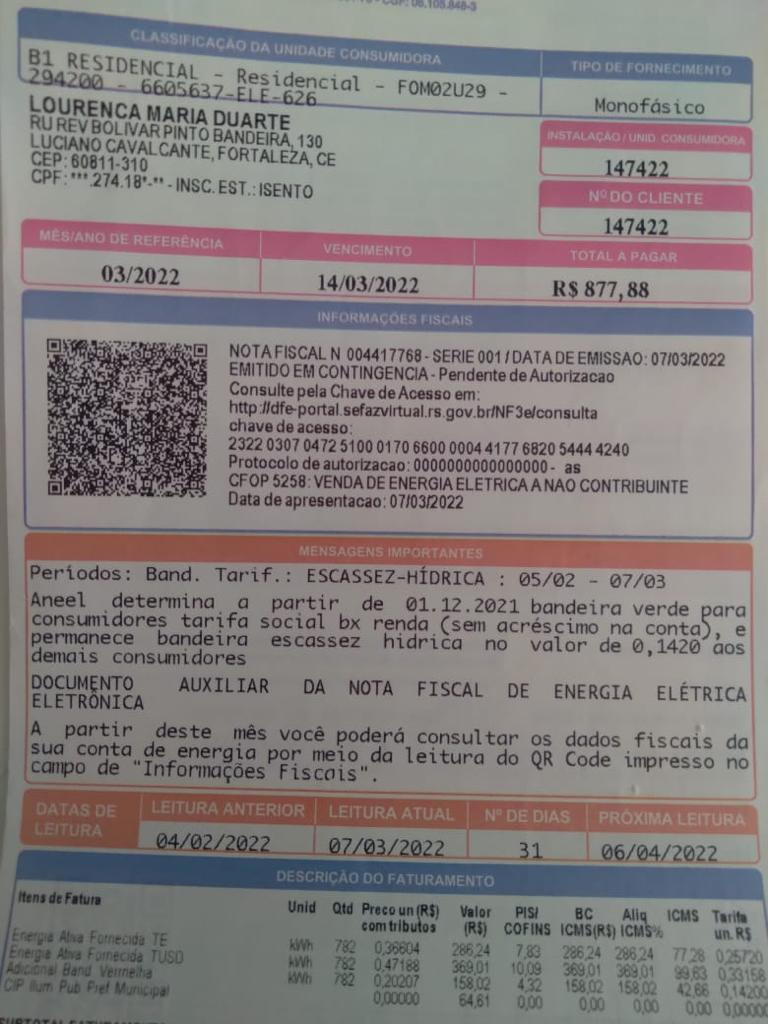 CLASSIFICAÇÃO DA UNIDADE CONSUMIDORA
B1 RESIDENCIAL - Residencial - FOM02U29 -
294200 - 6605637-ELE-626
TIPO DE FORNECIMENTO
Monofásico
LOURENCA MARIA DUARTE
RU REV BOLIVAR PINTO BANDEIRA, 130
LUCIANO CAVALCANTE, FORTALEZA, CE
CEP: 60811-310
CPF: ***.274.18*-** - INSC. EST.: ISENTO
INSTALAÇÃO / UNID. CONSUMIDORA
147422
Nº DO CLIENTE
147422
MÊS/ANO DE REFERÊNCIA VENCIMENTO TOTAL A PAGAR
03/2022 14/03/2022 R$ 877,88
INFORMAÇÕES FISCAIS
NOTA FISCAL N 004417768 - SERIE 001 / DATA DE EMISSAO: 07/03/2022
EMITIDO EM CONTINGENCIA - Pendente de Autorizacao
Consulte pela Chave de Acesso em:
http://dfe-portal.sefazvirtual.rs.gov.br/NF3e/consulta
chave de acesso:
2322 0307 0472 5100 0170 6600 0004 4177 6820 5444 4240
Protocolo de autorizacao: 0000000000000000 - as
CFOP 5258: VENDA DE ENERGIA ELETRICA A NAO CONTRIBUINTE
Data de apresentacao: 07/03/2022
MENSAGENS IMPORTANTES
Períodos: Band. Tarif.: ESCASSEZ-HÍDRICA : 05/02 - 07/03
Aneel determina a partir de 01.12.2021 bandeira verde para
consumidores tarifa social bx renda (sem acréscimo na conta), e
permanece bandeira escassez hidrica no valor de 0,1420 aos
demais consumidores
DOCUMENTO AUXILIAR DA NOTA FISCAL DE ENERGIA ELÉTRICA
ELETRÔNICA
A partir deste mês você poderá consultar os dados fiscais da
sua conta de energia por meio da leitura do QR Code impresso no
campo de "Informações Fiscais".
DATAS DE LEITURA
LEITURA ANTERIOR LEITURA ATUAL Nº DE DIAS PRÓXIMA LEITURA
04/02/2022 07/03/2022 31 06/04/2022
DESCRIÇÃO DO FATURAMENTO
Itens de Fatura Unid Qtd Preco un (R$) com tributos Valor (R$) PIS/ COFINS BC ICMS(R$) Aliq ICMS% ICMS Tarifa un. R$
Energia Ativa Fornecida TE kWh 782 0,36604 286,24 7,83 286,24 286,24 77,28 0,25720
Energia Ativa Fornecida TUSD kWh 782 0,47188 369,01 10,09 369,01 369,01 99,63 0,33158
Adicional Band. Vermelha kWh 782 0,20207 158,02 4,32 158,02 158,02 42,66 0,14200
CIP Ilum Pub Pref Municipal 0,00000 64,61 0,00 0,00 0,00 0,00 0,00000